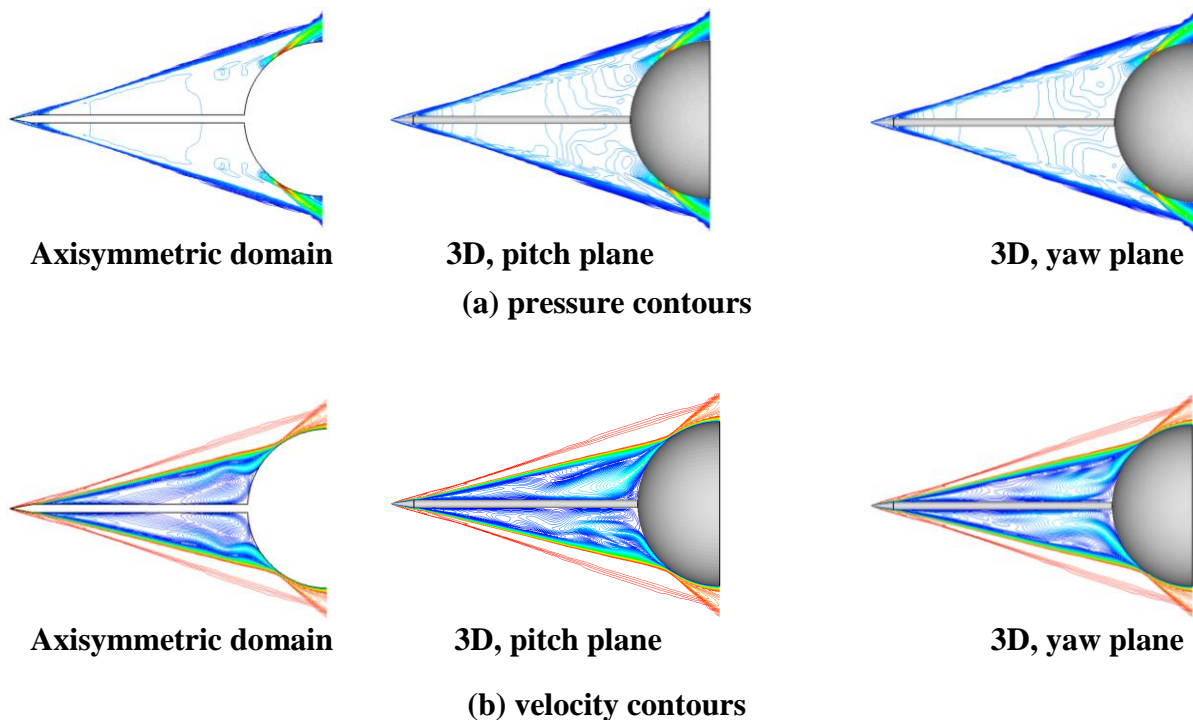 Axisymmetric domain 3D, pitch plane 3D, yaw plane
(a) pressure contours
Axisymmetric domain 3D, pitch plane 3D, yaw plane
(b) velocity contours